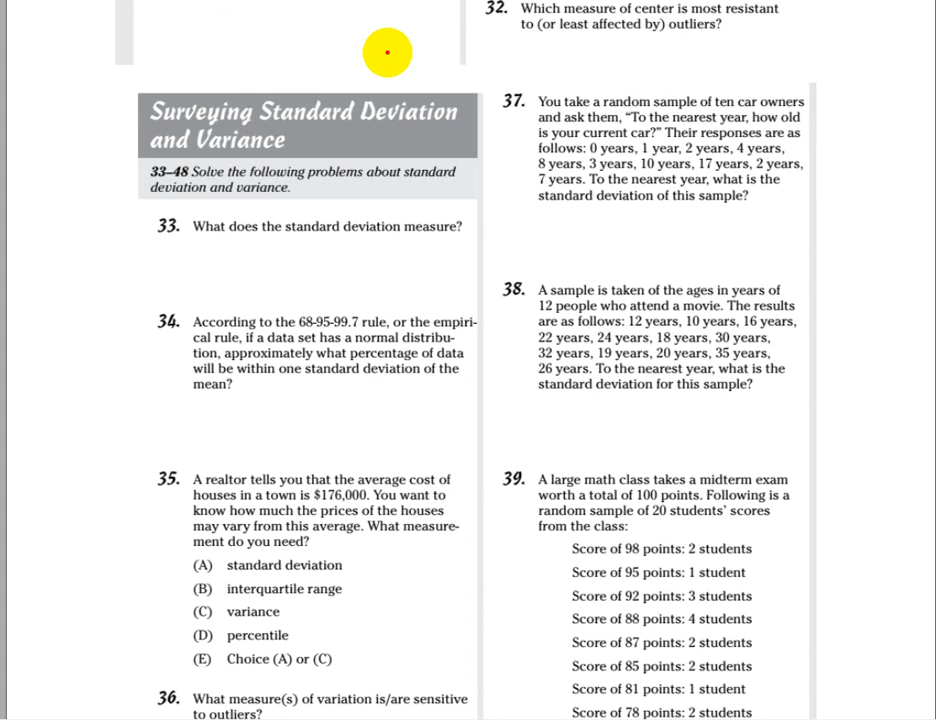 32. Which measure of center is most resistant
to (or least affected by) outliers?
Surveying Standard Deviation
and Variance
33–48 Solve the following problems about standard
deviation and variance.
33. What does the standard deviation measure?
34. According to the 68-95-99.7 rule, or the empiri-
cal rule, if a data set has a normal distribu-
tion, approximately what percentage of data
will be within one standard deviation of the
mean?
35. A realtor tells you that the average cost of
houses in a town is $176,000. You want to
know how much the prices of the houses
may vary from this average. What measure-
ment do you need?
(A) standard deviation
(B) interquartile range
(C) variance
(D) percentile
(E) Choice (A) or (C)
36. What measure(s) of variation is/are sensitive
to outliers?
37. You take a random sample of ten car owners
and ask them, “To the nearest year, how old
is your current car?” Their responses are as
follows: 0 years, 1 year, 2 years, 4 years,
8 years, 3 years, 10 years, 17 years, 2 years,
7 years. To the nearest year, what is the
standard deviation of this sample?
38. A sample is taken of the ages in years of
12 people who attend a movie. The results
are as follows: 12 years, 10 years, 16 years,
22 years, 24 years, 18 years, 30 years,
32 years, 19 years, 20 years, 35 years,
26 years. To the nearest year, what is the
standard deviation for this sample?
39. A large math class takes a midterm exam
worth a total of 100 points. Following is a
random sample of 20 students’ scores
from the class:
Score of 98 points: 2 students
Score of 95 points: 1 student
Score of 92 points: 3 students
Score of 88 points: 4 students
Score of 87 points: 2 students
Score of 85 points: 2 students
Score of 81 points: 1 student
Score of 78 points: 2 students